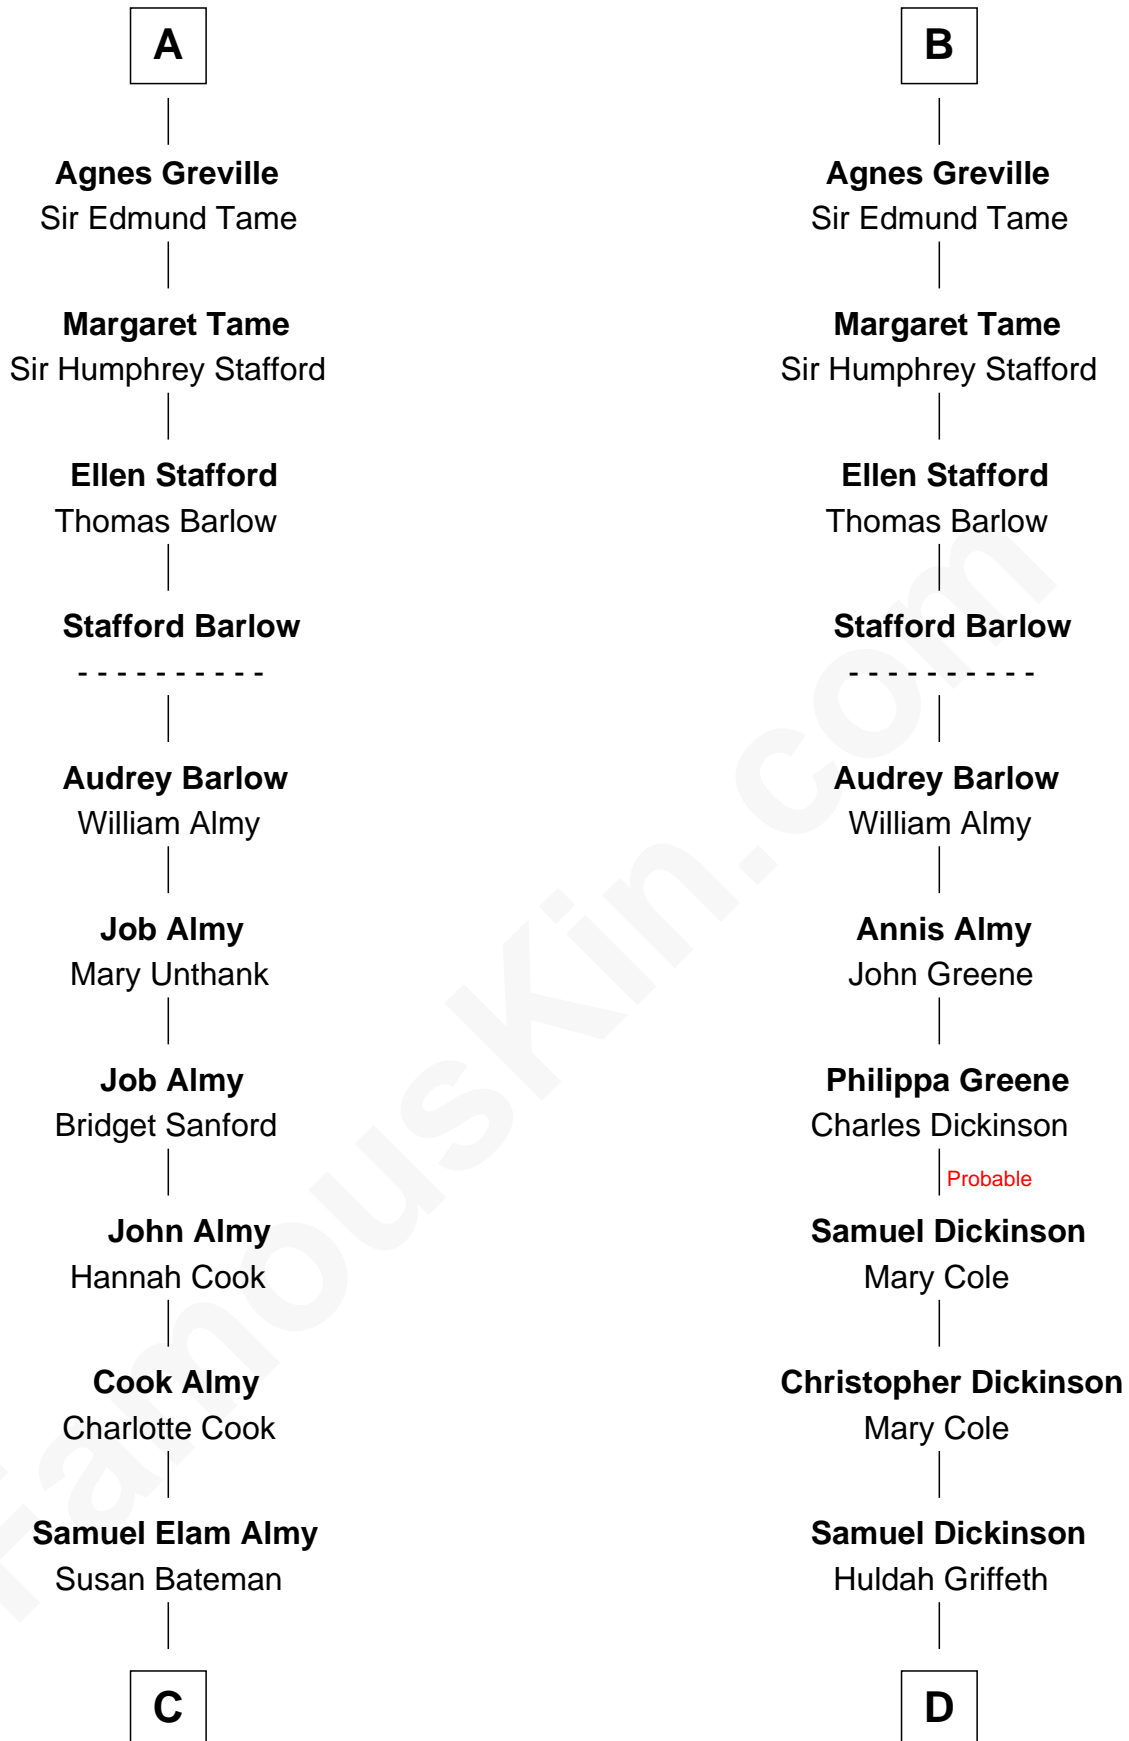 A
Agnes Greville
Sir Edmund Tame
Margaret Tame
Sir Humphrey Stafford
Ellen Stafford
Thomas Barlow
Stafford Barlow
- - - - - - - - - -
Audrey Barlow
William Almy
Job Almy
Mary Unthank
Job Almy
Bridget Sanford
John Almy
Hannah Cook
Cook Almy
Charlotte Cook
Samuel Elam Almy
Susan Bateman
C
B
Agnes Greville
Sir Edmund Tame
Margaret Tame
Sir Humphrey Stafford
Ellen Stafford
Thomas Barlow
Stafford Barlow
- - - - - - - - - -
Audrey Barlow
William Almy
Annis Almy
John Greene
Philippa Greene
Charles Dickinson
Probable
Samuel Dickinson
Mary Cole
Christopher Dickinson
Mary Cole
Samuel Dickinson
Huldah Griffeth
D
FamousKin.com